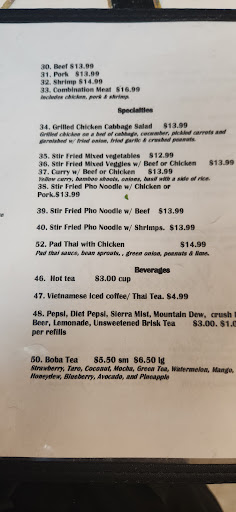 30. Beef $13.99
31. Pork $13.99
32. Shrimp $14.99
33. Combination Meat $16.99
Includes chicken, pork & shrimp.
Specialties
34. Grilled Chicken Cabbage Salad $13.99
Grilled chicken on a bed of cabbage, cucumber, pickled carrots and
garnished w/ fried onion, fried garlic & crushed peanuts.
35. Stir Fried Mixed vegetables $12.99
36. Stir Fried Mixed Veggies w/ Beef or Chicken $13.99
37. Curry w/ Beef or Chicken $13.99
Yellow curry, bamboo shoots, onions, basil with a side of rice.
38. Stir Fried Pho Noodle w/ Chicken or
Pork.$13.99
39. Stir Fried Pho Noodle w/ Beef $13.99
40. Stir Fried Pho Noodle w/ Shrimps. $13.99
52. Pad Thai with Chicken $14.99
Pad thai sauce, bean sprouts, , green onion, peanuts & lime.
Beverages
46. Hot tea $3.00 cup
47. Vietnamese Iced coffee/ Thai Tea. $4.99
48. Pepsi, Diet Pepsi, Sierra Mist, Mountain Dew, crush
Beer, Lemonade, Unsweetened Brisk Tea $3.00. $1.0
per refills
50. Boba Tea $5.50 sm $6.50 lg
Strawberry, Taro, Coconut, Mocha, Green Tea, Watermelon, Mango,
Honeydew, Blueberry, Avocado, and Pineapple